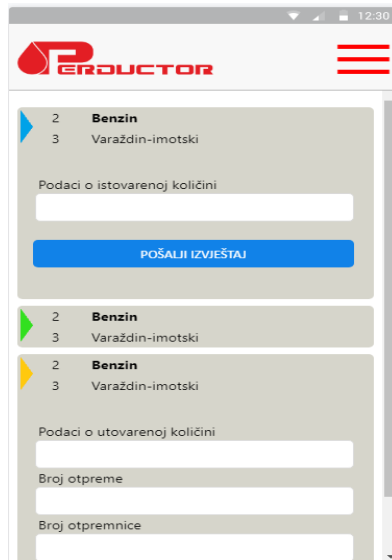 12:30
PERDUCTOR
2 Benzin
3 Varaždin-imotski
Podaci o istovarenoj količini
POŠALJI IZVJEŠTAJ
2 Benzin
3 Varaždin-imotski
2 Benzin
3 Varaždin-imotski
Podaci o utovarenoj količini
Broj otpreme
Broj otpremnice